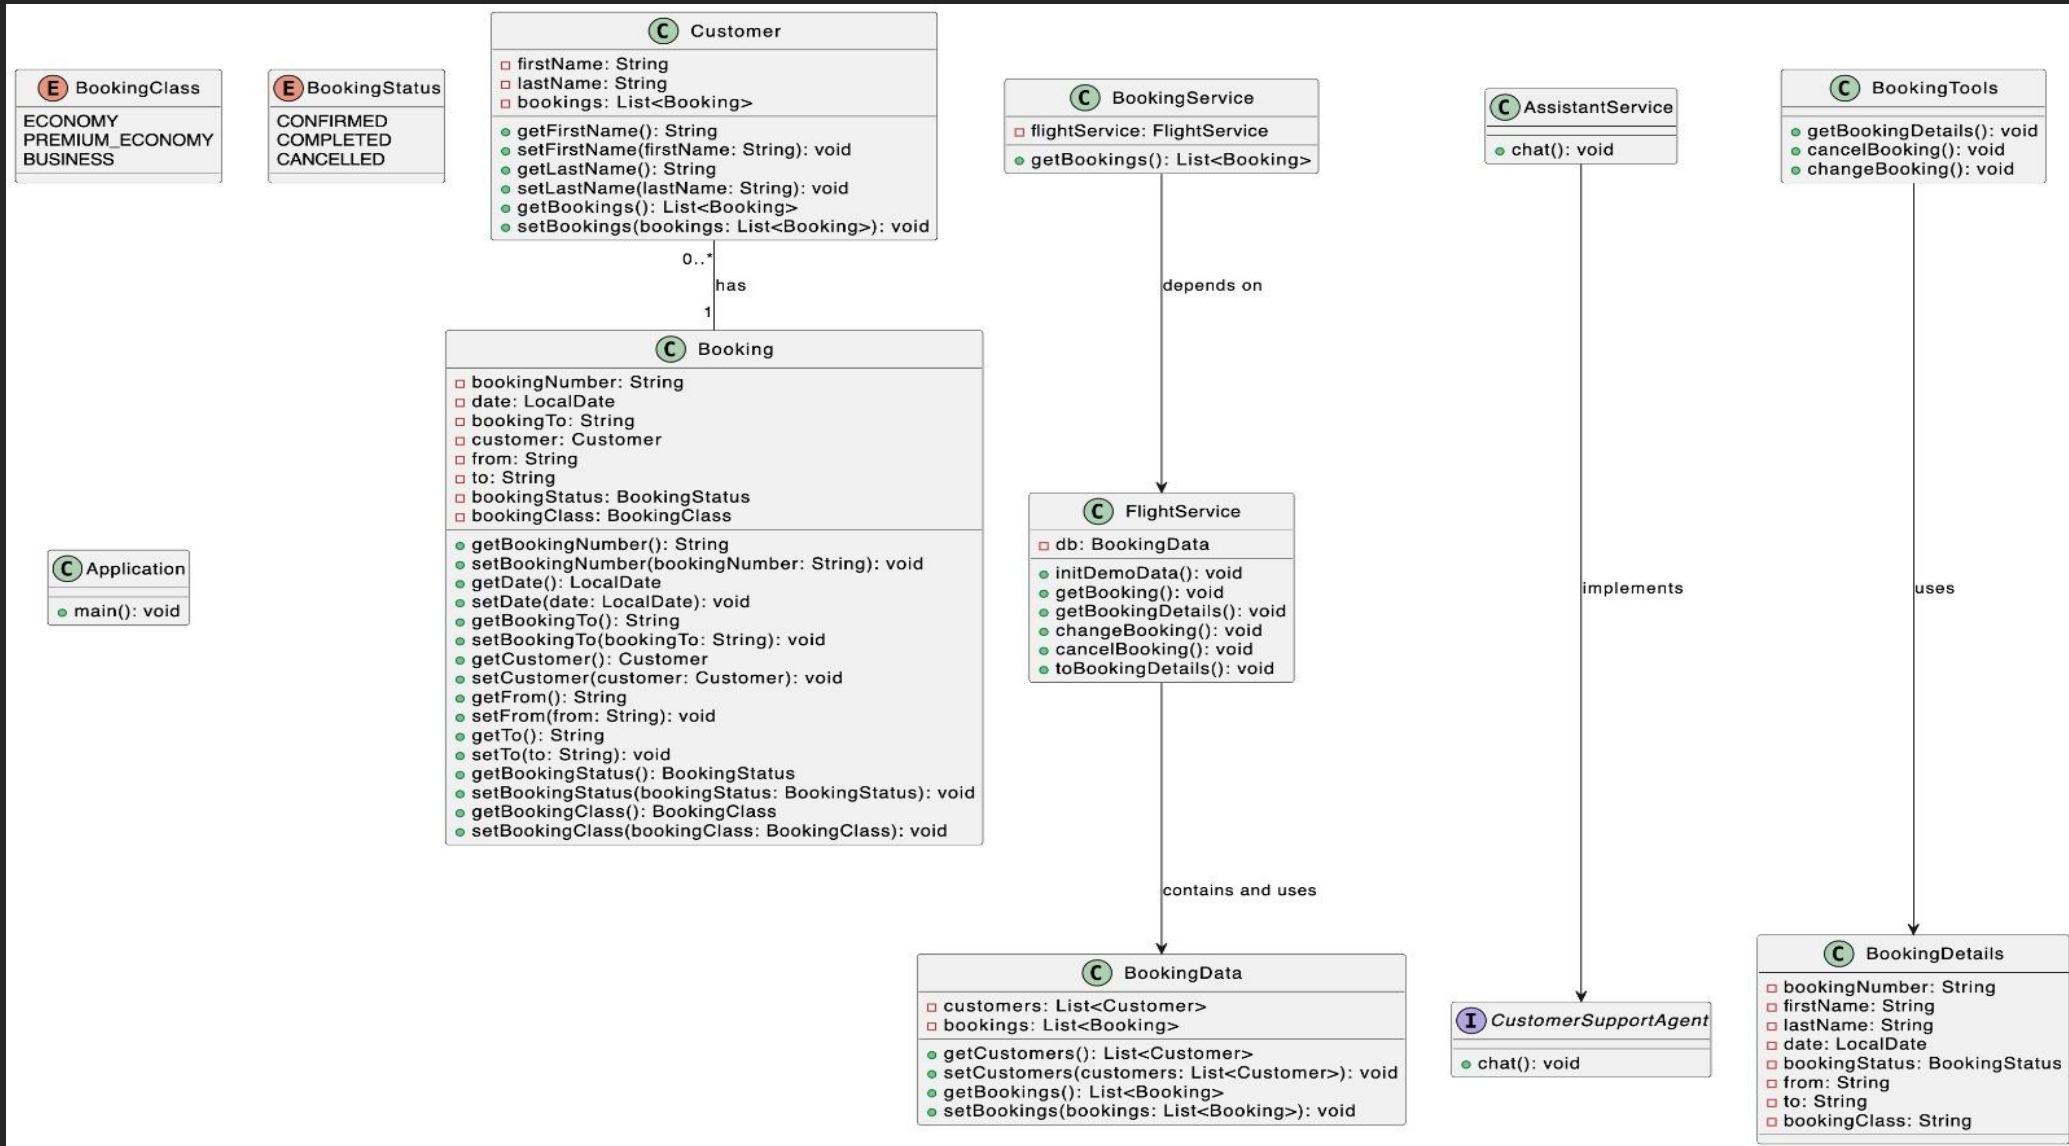 E BookingClass
ECONOMY
PREMIUM_ECONOMY
BUSINESS
E BookingStatus
CONFIRMED
COMPLETED
CANCELLED
C Customer
firstName: String
lastName: String
bookings: List<Booking>
getFirstName(): String
setFirstName(firstName: String): void
getLastName(): String
setLastName(lastName: String): void
getBookings(): List<Booking>
setBookings(bookings: List<Booking>): void
C BookingService
flightService: FlightService
getBookings(): List<Booking>
C AssistantService
chat(): void
C BookingTools
getBookingDetails(): void
cancelBooking(): void
changeBooking(): void
0..*
has
1
depends on
C Application
main(): void
C Booking
bookingNumber: String
date: LocalDate
bookingTo: String
customer: Customer
from: String
to: String
bookingStatus: BookingStatus
bookingClass: BookingClass
getBookingNumber(): String
setBookingNumber(bookingNumber: String): void
getDate(): LocalDate
setDate(date: LocalDate): void
getBookingTo(): String
setBookingTo(bookingTo: String): void
getCustomer(): Customer
setCustomer(customer: Customer): void
getFrom(): String
setFrom(from: String): void
getTo(): String
setTo(to: String): void
getBookingStatus(): BookingStatus
setBookingStatus(bookingStatus: BookingStatus): void
getBookingClass(): BookingClass
setBookingClass(bookingClass: BookingClass): void
C FlightService
db: BookingData
initDemoData(): void
getBooking(): void
getBookingDetails(): void
changeBooking(): void
cancelBooking(): void
toBookingDetails(): void
implements
uses
contains and uses
C BookingData
customers: List<Customer>
bookings: List<Booking>
getCustomers(): List<Customer>
setCustomers(customers: List<Customer>): void
getBookings(): List<Booking>
setBookings(bookings: List<Booking>): void
I CustomerSupportAgent
chat(): void
C BookingDetails
bookingNumber: String
firstName: String
lastName: String
date: LocalDate
bookingStatus: BookingStatus
from: String
to: String
bookingClass: String